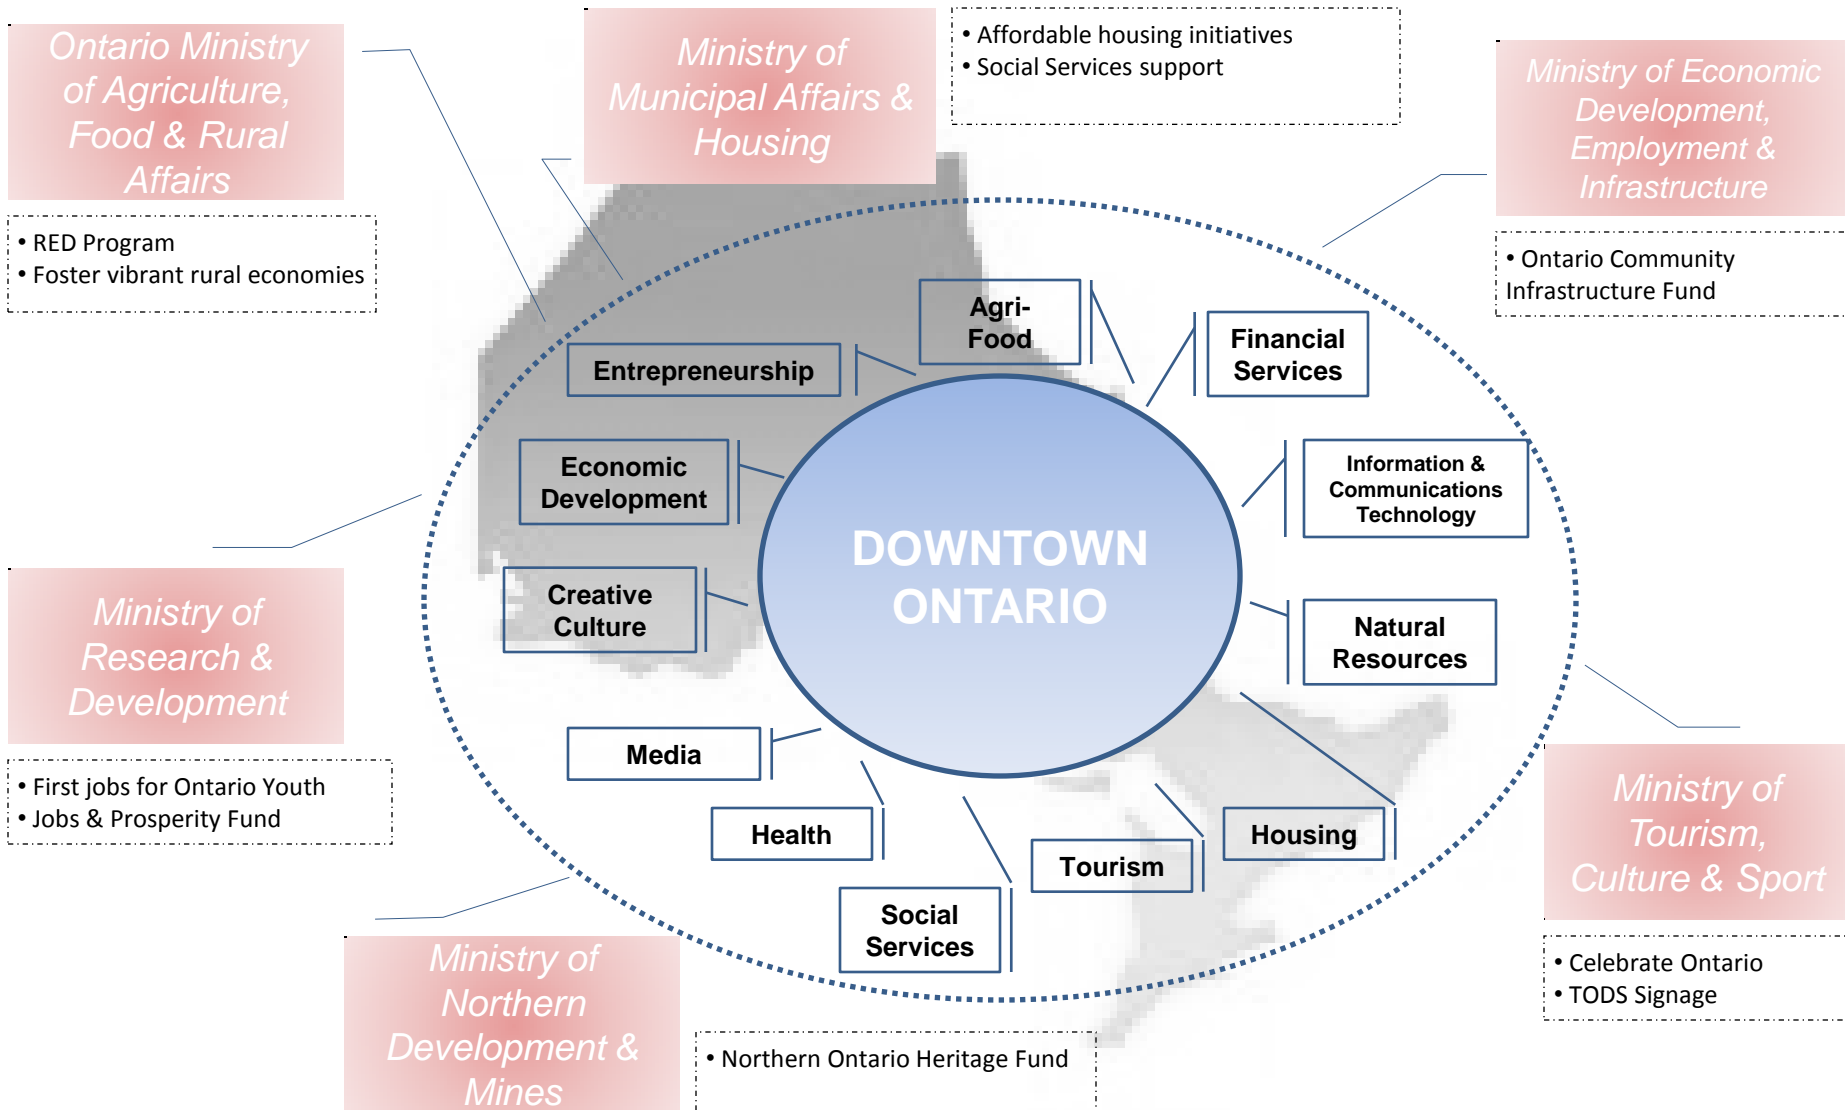 Ontario Ministry
of Agriculture,
Food & Rural
Affairs
• RED Program
• Foster vibrant rural economies
Ministry of
Municipal Affairs &
Housing
• Affordable housing initiatives
• Social Services support
Ministry of Economic
Development,
Employment &
Infrastructure
• Ontario Community
Infrastructure Fund
Agri-
Food
Financial
Services
Entrepreneurship
Economic
Development
Information &
Communications
Technology
DOWNTOWN
ONTARIO
Creative
Culture
Natural
Resources
Media
Health
Social
Services
Tourism
Housing
Ministry of
Research &
Development
• First jobs for Ontario Youth
• Jobs & Prosperity Fund
Ministry of
Tourism,
Culture & Sport
• Celebrate Ontario
• TODS Signage
Ministry of
Northern
Development &
Mines
• Northern Ontario Heritage Fund